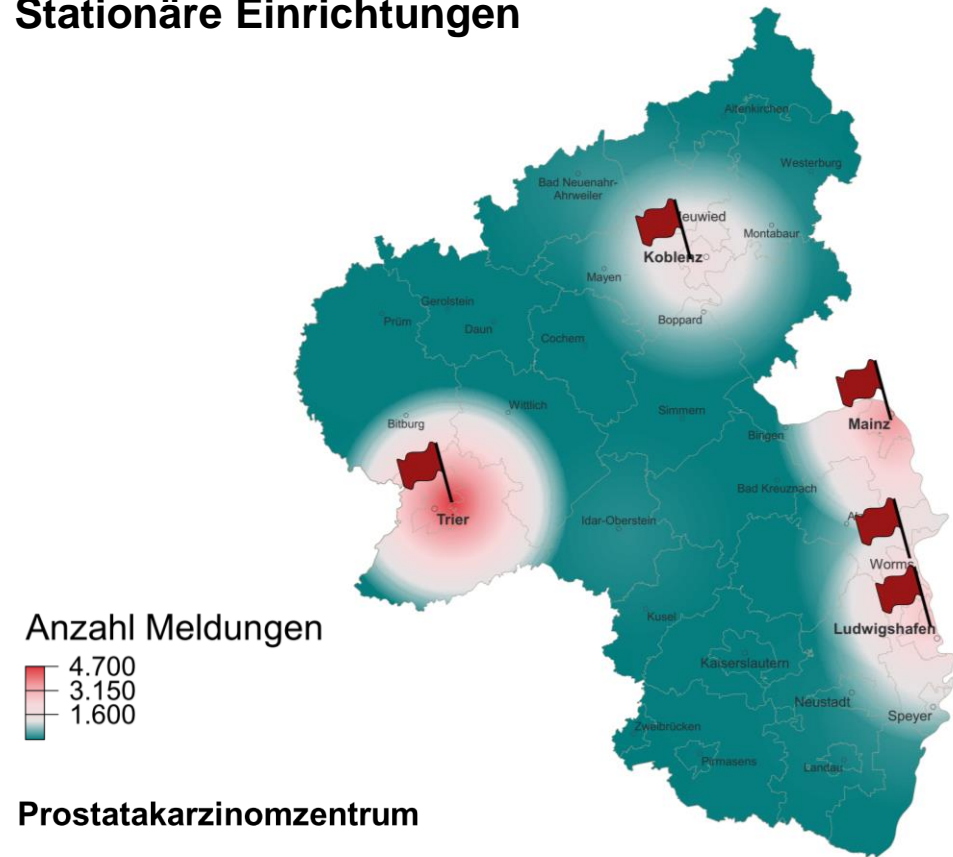 Stationäre Einrichtungen
Altenkirchen
Westerburg
Bad Neuenahr-
Ahrweiler
Montabaur
Koblenz
Mayen
Gerolstein
Prüm
Daun
Boppard
Cochem
Wittlich
Simmern
Bitburg
Mainz
Bingen
Bad Kreuznach
Trier
Idar-Oberstein
Worms
Kusel
Ludwigshafen
Kaiserslautern
Neustadt
Speyer
Zweibrücken
Pirmasens
Landau
Anzahl Meldungen
4.700
3.150
1.600
Prostatakarzinomzentrum